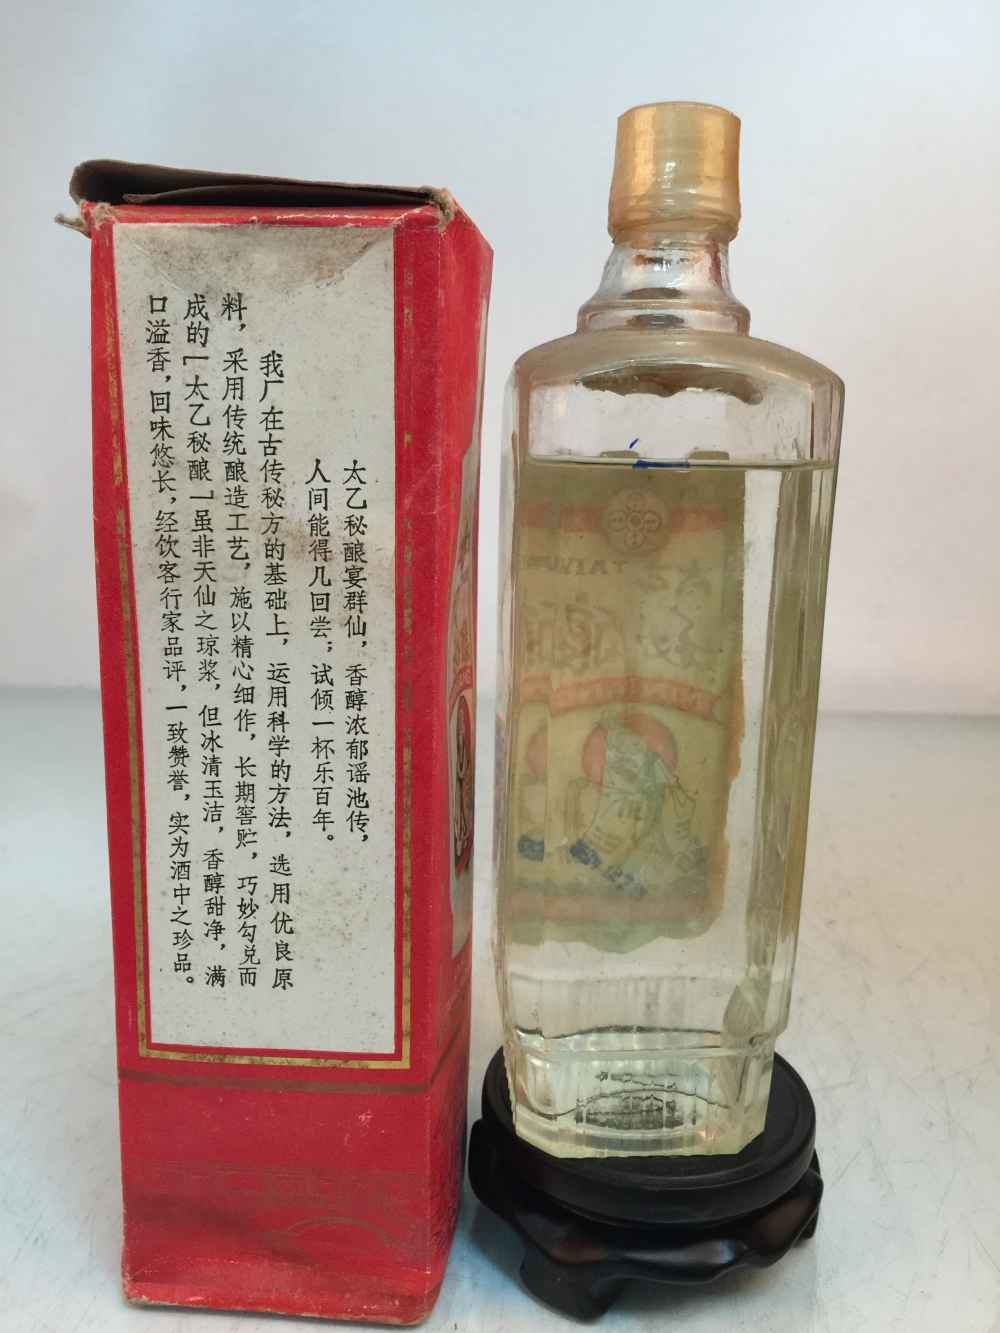 太乙秘酿宴群仙，香醇浓郁谣池传，
人间能得几回尝；试倾一杯乐百年。
我厂在古传秘方的基础上，运用科学的方法，选用优良原
料，采用传统酿造工艺，施以精心细作，长期窖贮，巧妙勾兑而
成的［太乙秘酿］虽非天仙之琼浆，但冰清玉洁，香醇甜净，满
口溢香，回味悠长，经饮客行家品评，一致赞誉，实为酒中之珍品。